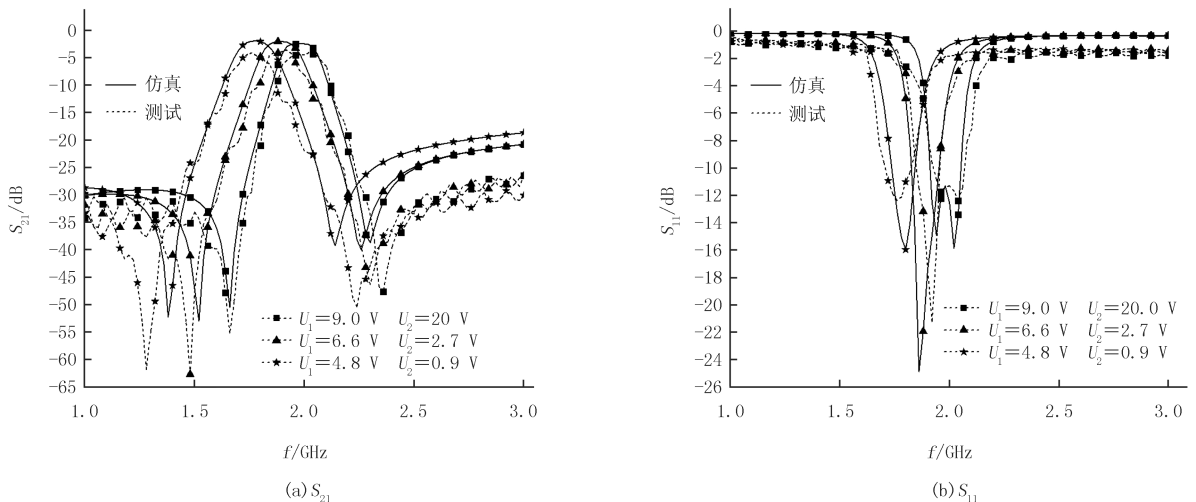 0
-5
-10
-15
-20
-25
-30
-35
-40
-45
-50
-55
-60
-65
S21/dB
仿真
测试
U1=9.0 V U2=20 V
U1=6.6 V U2=2.7 V
U1=4.8 V U2=0.9 V
1.0 1.5 2.0 2.5 3.0
f/GHz
(a)S21
0
-2
-4
-6
-8
-10
-12
-14
-16
-18
-20
-22
-24
-26
S11/dB
仿真
测试
U1=9.0 V U2=20.0 V
U1=6.6 V U2=2.7 V
U1=4.8 V U2=0.9 V
1.0 1.5 2.0 2.5 3.0
f/GHz
(b)S11